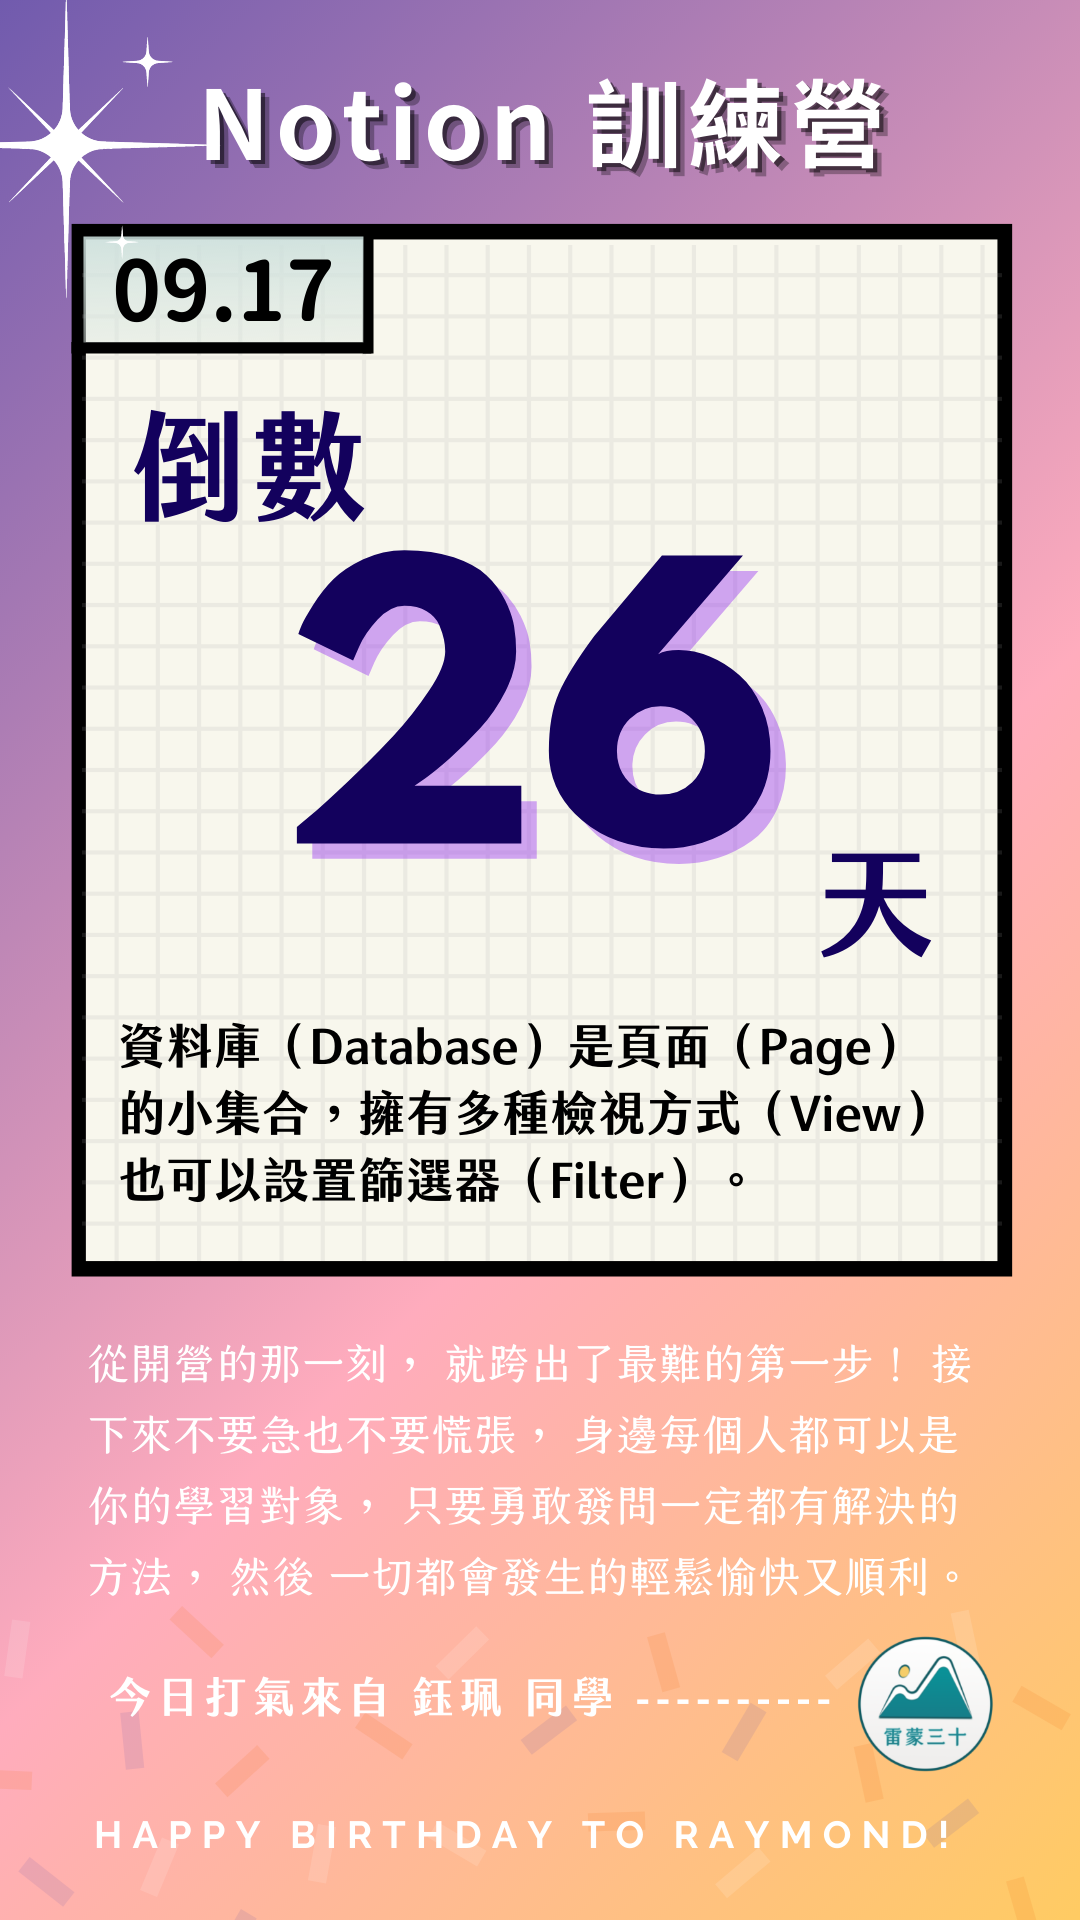 Notion 訓練營
09.17
倒數
26
天
資料庫（Database）是頁面（Page）
的小集合，擁有多種檢視方式（View）
也可以設置篩選器（Filter）。
從開營的那一刻， 就跨出了最難的第一步！ 接
下來不要急也不要慌張， 身邊每個人都可以是
你的學習對象， 只要勇敢發問一定都有解決的
方法， 然後 一切都會發生的輕鬆愉快又順利。
今日打氣來自 鈺珮 同學 ----------
雷蒙三十
HAPPY BIRTHDAY TO RAYMOND!